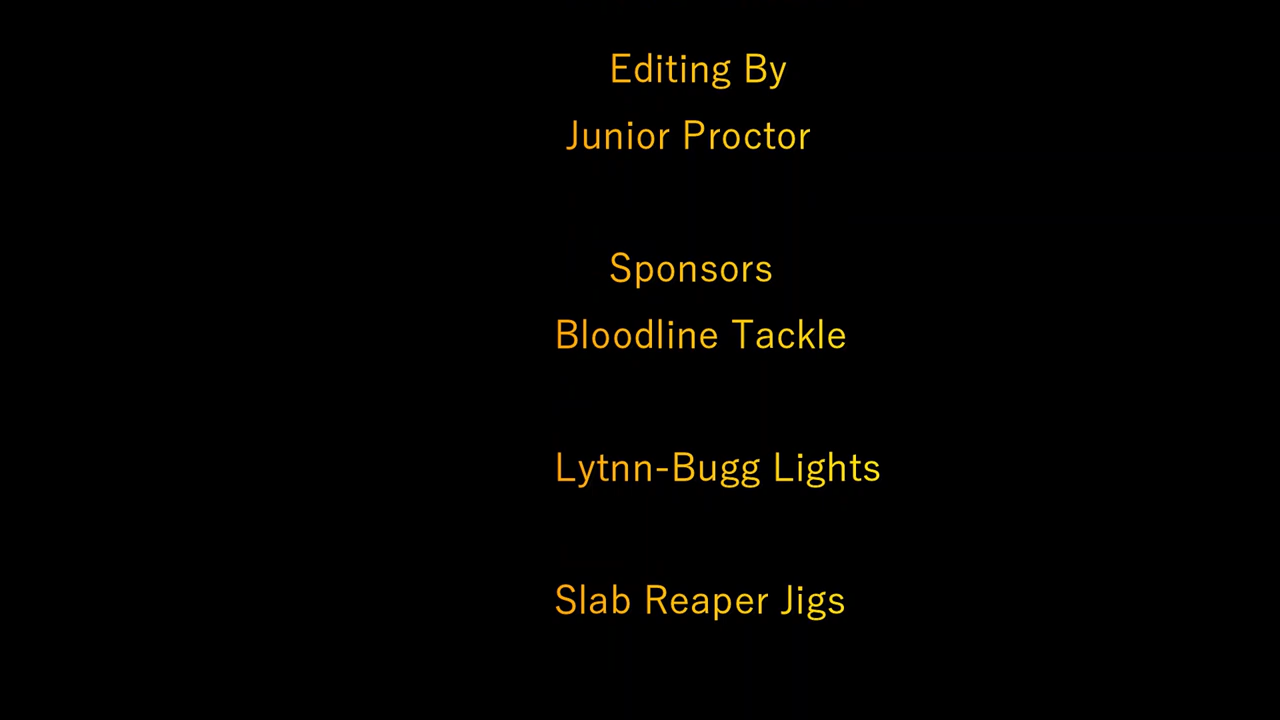 Editing By
Junior Proctor
Sponsors
Bloodline Tackle
Lytnn-Bugg Lights
Slab Reaper Jigs